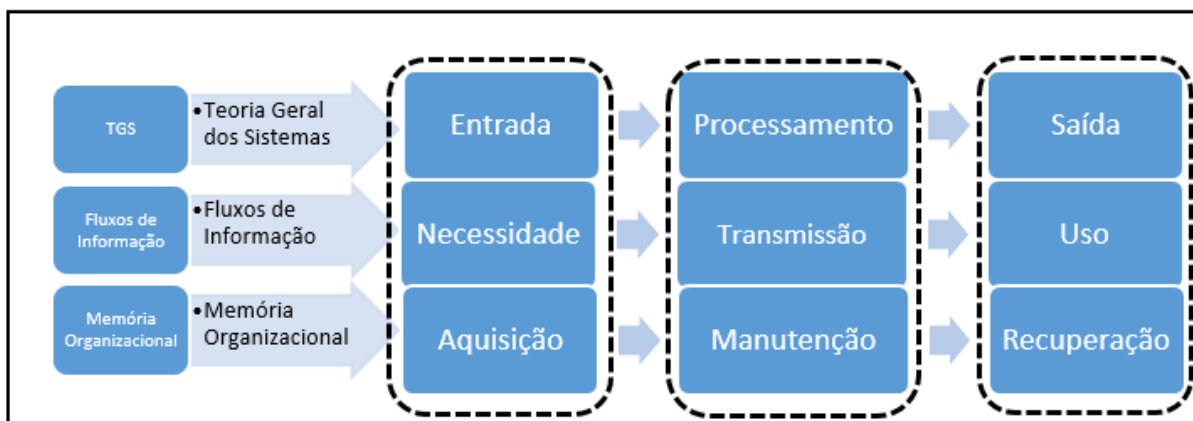 TGS
•Teoria Geral
dos Sistemas
Entrada
Processamento
Saída
Fluxos de
Informação
•Fluxos de
Informação
Necessidade
Transmissão
Uso
Memória
Organizacional
•Memória
Organizacional
Aquisição
Manutenção
Recuperação